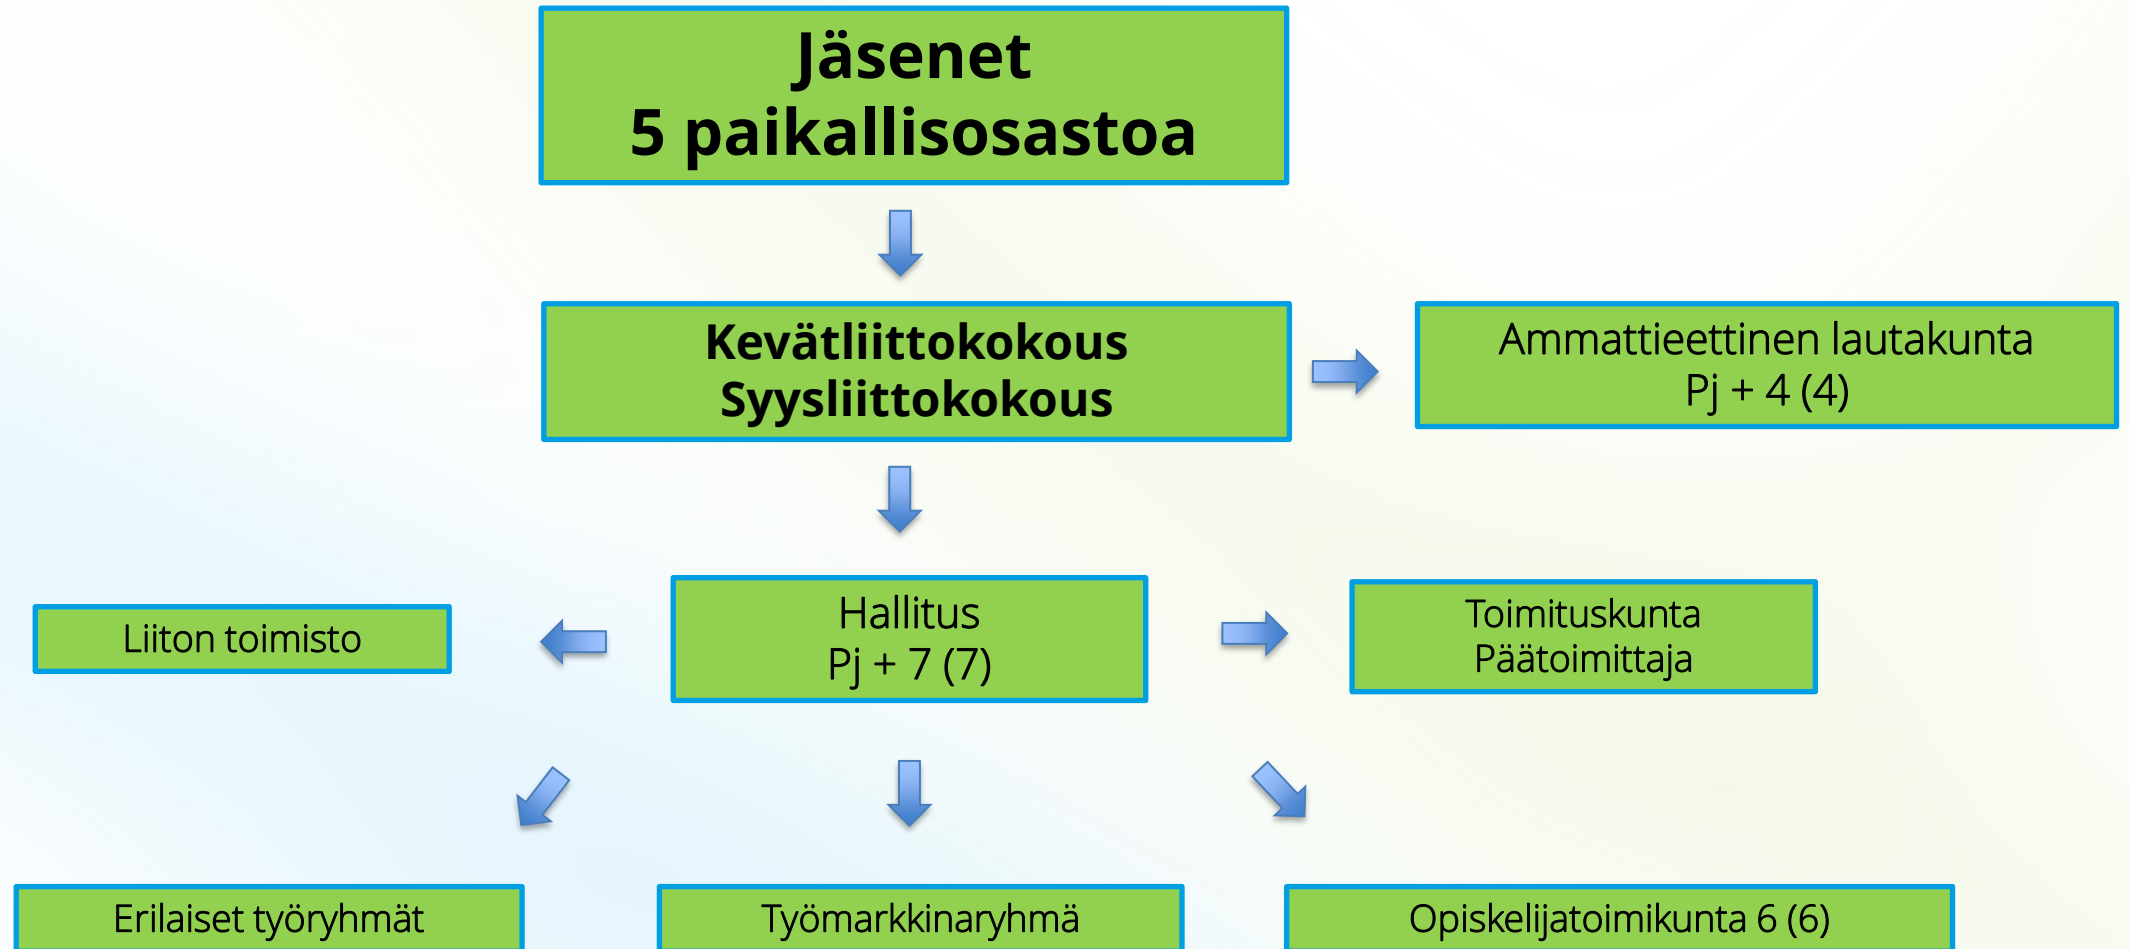 Jäsenet
5 paikallisosastoa
Kevätliittokokous
Syysliittokokous
Ammattieettinen lautakunta
Pj + 4 (4)
Liiton toimisto
Hallitus
Pj + 7 (7)
Toimituskunta
Päätoimittaja
Erilaiset työryhmät
Työmarkkinaryhmä
Opiskelijatoimikunta 6 (6)